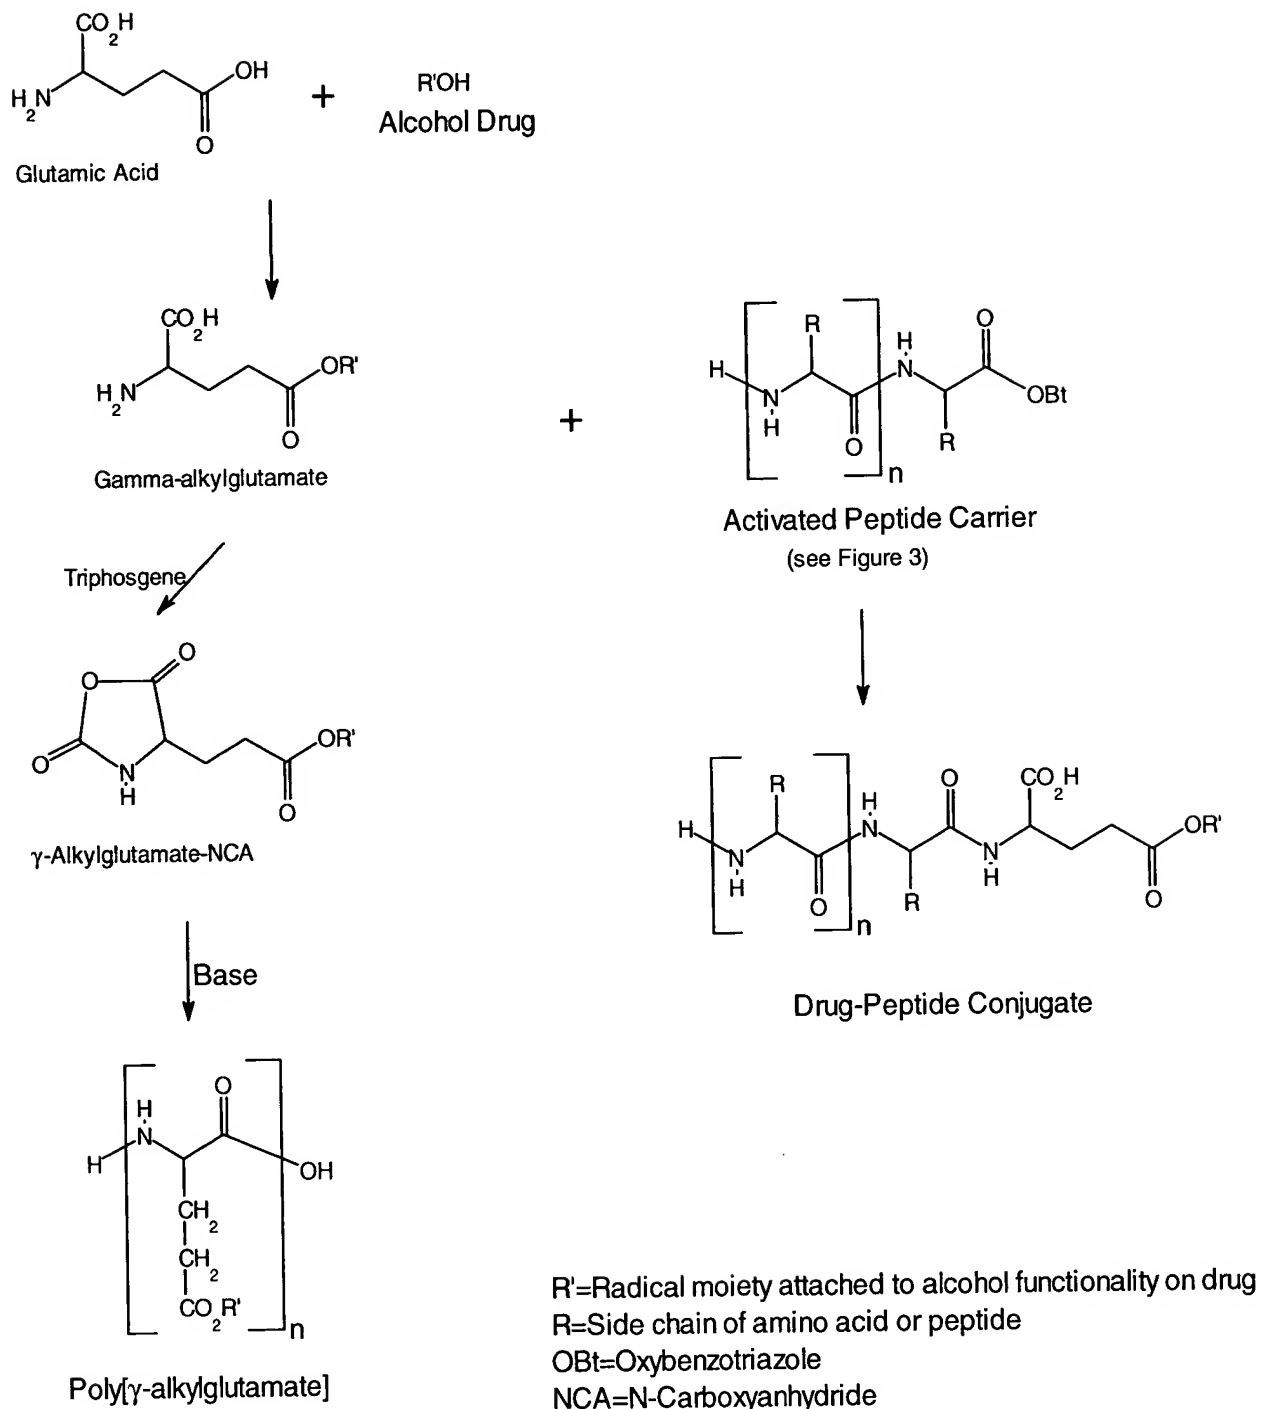 CO2H
OH
H2N
O
Glutamic Acid
+
R'OH
Alcohol Drug
CO2H
OR'
H2N
O
Gamma-alkylglutamate
+
R
O
H
H
N
N
H
O
R
OBt
n
Activated Peptide Carrier
(see Figure 3)
Triphosgene
O
O
OR'
O
N
H
O
γ-Alkylglutamate-NCA
R
H
O
CO2H
H
N
N
OR'
N
H
H
O
R
O
n
Drug-Peptide Conjugate
Base
O
H
N
H
OH
CH2
CH2
CO2R'
n
Poly[γ-alkylglutamate]
R'=Radical moiety attached to alcohol functionality on drug
R=Side chain of amino acid or peptide
OBt=Oxybenzotriazole
NCA=N-Carboxyanhydride